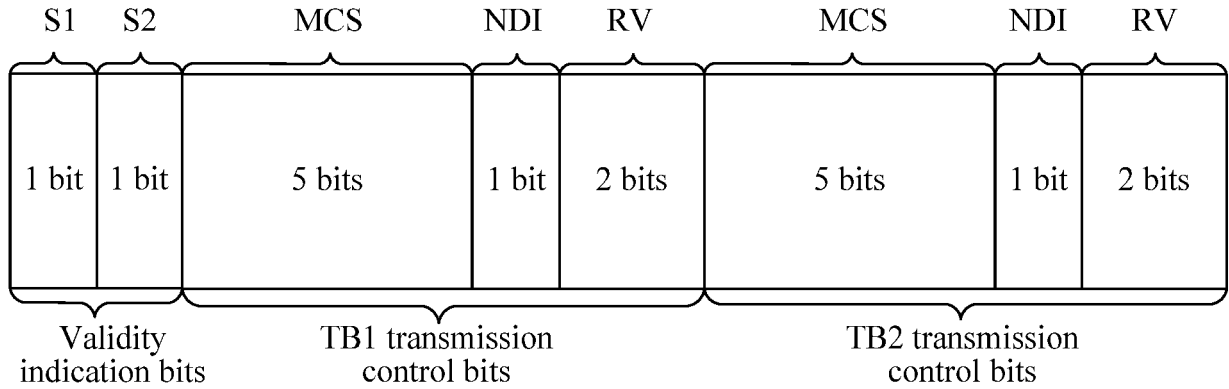 S1 S2 MCS NDI RV MCS NDI RV
1 bit 1 bit 5 bits 1 bit 2 bits 5 bits 1 bit 2 bits
Validity
indication bits
TB1 transmission
control bits
TB2 transmission
control bits